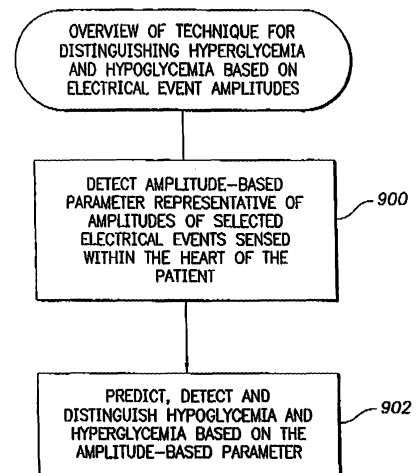 OVERVIEW OF TECHNIQUE FOR
DISTINGUISHING HYPERGLYCEMIA
AND HYPOGLYCEMIA BASED ON
ELECTRICAL EVENT AMPLITUDES
DETECT AMPLITUDE-BASED
PARAMETER REPRESENTATIVE OF
AMPLITUDES OF SELECTED
ELECTRICAL EVENTS SENSED
WITHIN THE HEART OF THE
PATIENT
900
PREDICT, DETECT AND
DISTINGUISH HYPOGLYCEMIA AND
HYPERGLYCEMIA BASED ON THE
AMPLITUDE-BASED PARAMETER
902